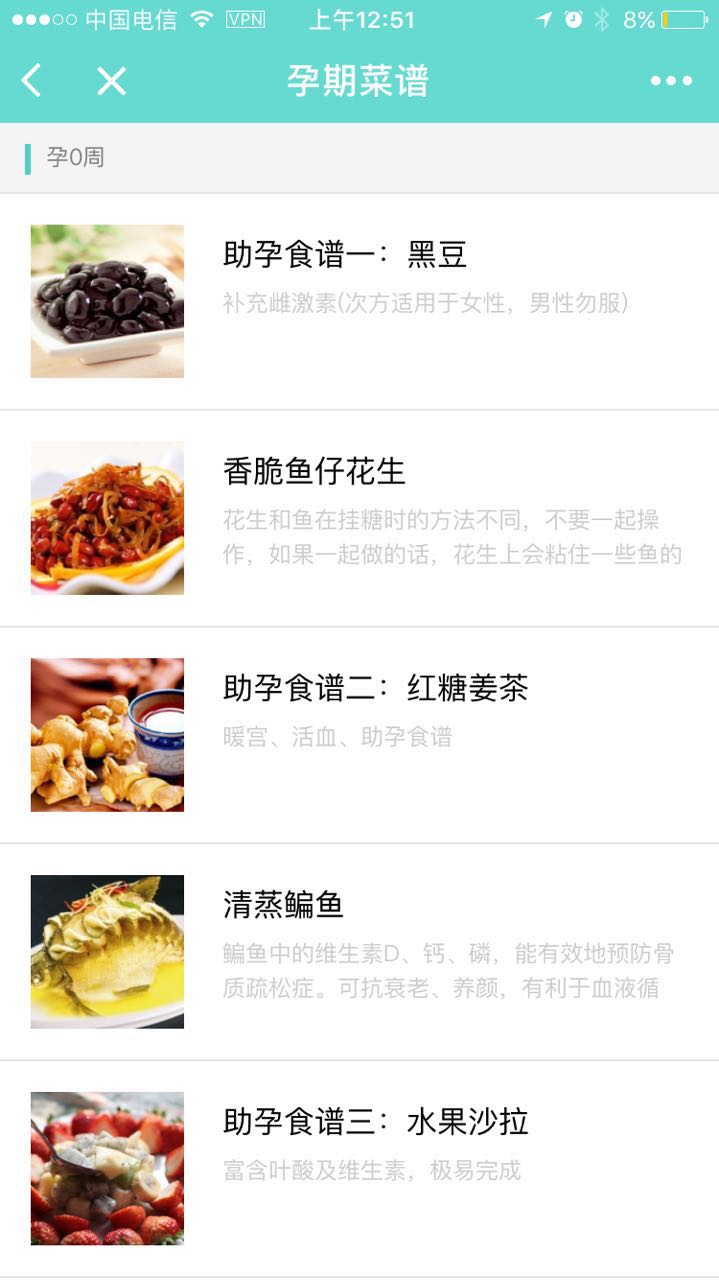 中国电信 VPN 上午12:51 8%
孕期菜谱
孕0周
助孕食谱一：黑豆
补充雌激素(次方适用于女性，男性勿服)
香脆鱼仔花生
花生和鱼在挂糖时的方法不同，不要一起操
作，如果一起做的话，花生上会粘住一些鱼的
助孕食谱二：红糖姜茶
暖宫、活血、助孕食谱
清蒸鳊鱼
鳊鱼中的维生素D、钙、磷，能有效地预防骨
质疏松症。可抗衰老、养颜，有利于血液循
助孕食谱三：水果沙拉
富含叶酸及维生素，极易完成